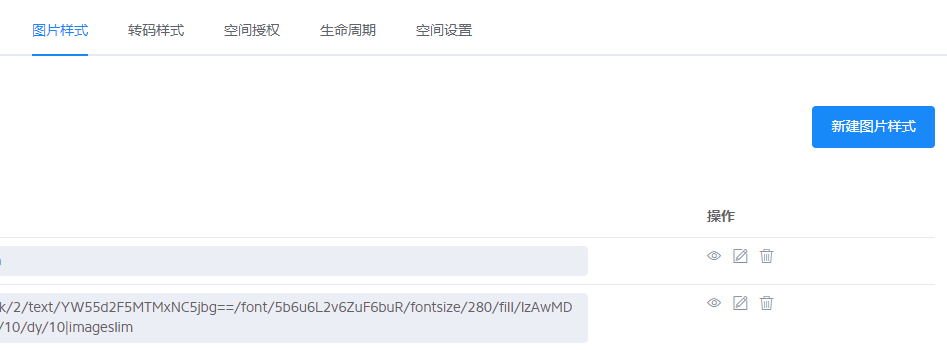 图片样式 转码样式 空间授权 生命周期 空间设置
新建图片样式
操作
k/2/text/YW55d2F5MTMxNC5jbg==/font/5b6u6L2v6ZuF6buR/fontsize/280/fill/IzAwMD
/10/dy/10|imageslim